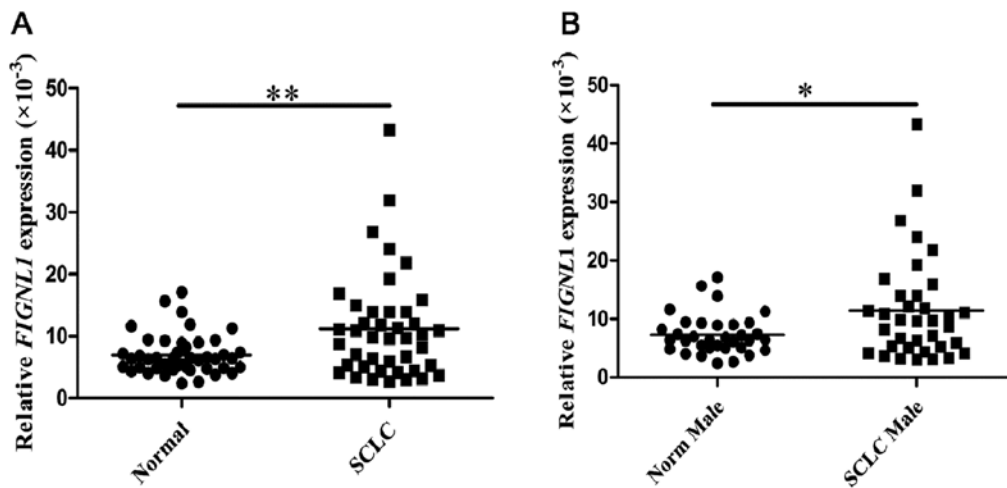 A
Relative FIGNL1 expression (×10⁻³)
50
40
30
20
10
0
**
Normal
SCLC
B
Relative FIGNL1 expression (×10⁻³)
50
40
30
20
10
0
*
Norm Male
SCLC Male